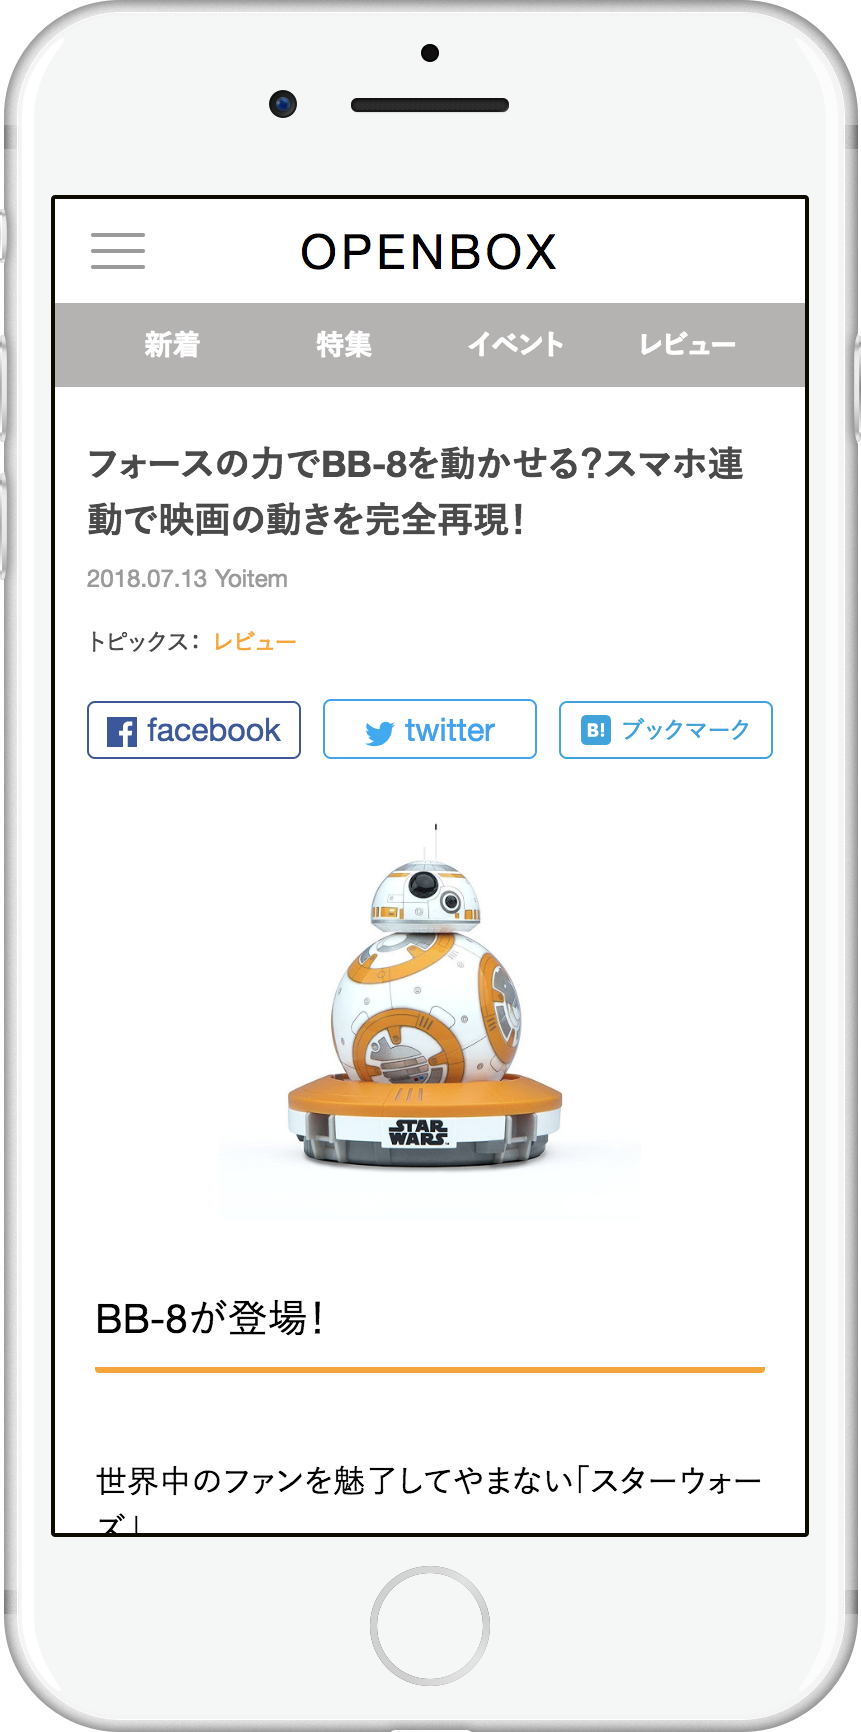 OPENBOX
新着 特集 イベント レビュー
フォースの力でBB-8を動かせる？スマホ連
動で映画の動きを完全再現！
2018.07.13 Yoitem
トピックス： レビュー
facebook twitter B! ブックマーク
STAR
WARS
BB-8が登場！
世界中のファンを魅了してやまない「スターウォー
ズ」